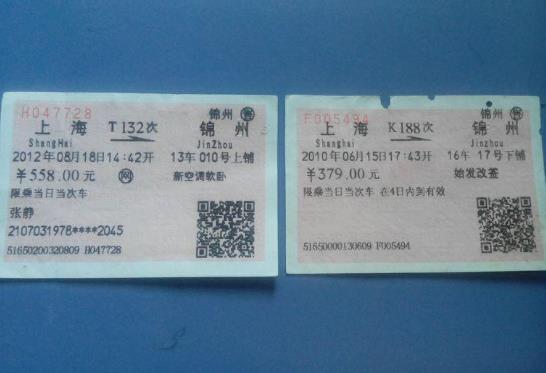 H047728
锦州 售
上海 T132次 锦州
ShangHai JinZhou
2012年08月18日14:42开 13车 010号上铺
￥558.00元 新空调软卧
限乘当日当次车
张静
2107031978****2045
51650200320809 H047728
F005494
锦州 售
上海 K188次 锦州
Shanghai Jinzhou
2010年06月15日17:43开 16车 17号下铺
￥379.00元 始发改签
限乘当日当次车 在4日内到有效
51650000130609 F005494